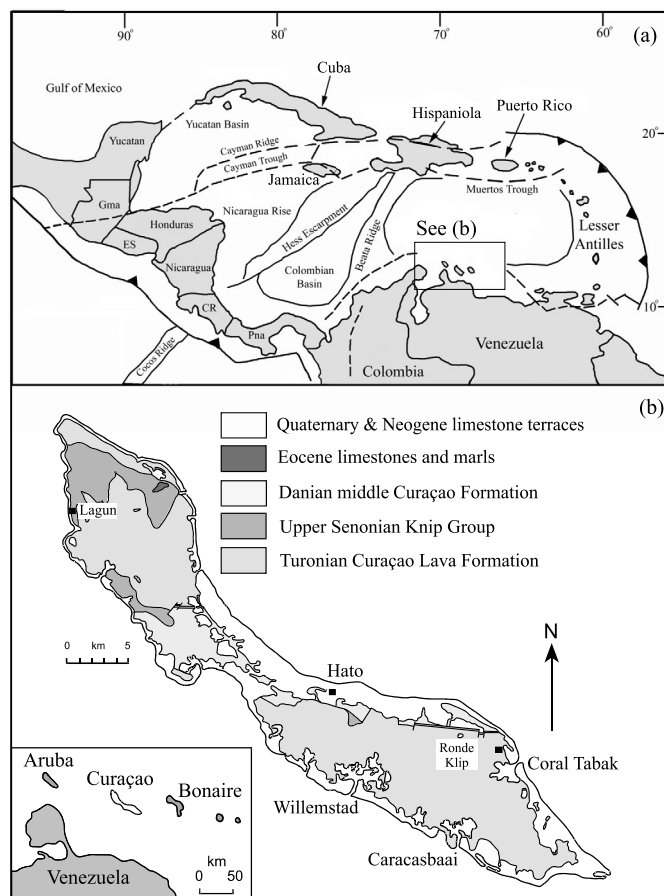 90°
80°
70°
60°
(a)
Gulf of Mexico
Cuba
Yucatan Basin
Hispaniola
Puerto Rico
20°
Yucatan
Cayman Ridge
Cayman Trough
Jamaica
Muertos Trough
Gma
Nicaragua Rise
Honduras
Hess Escarpment
Beata Ridge
See (b)
Lesser
Antilles
ES
Nicaragua
Colombian
Basin
10°
CR
Pna
Cocos Ridge
Venezuela
Colombia
(b)
Quaternary & Neogene limestone terraces
Eocene limestones and marls
Danian middle Curaçao Formation
Upper Senonian Knip Group
Turonian Curaçao Lava Formation
Lagun
0 km 5
N
Hato
Ronde
Klip
Coral Tabak
Willemstad
Caracasbaai
Aruba
Curaçao
Bonaire
km
0 50
Venezuela